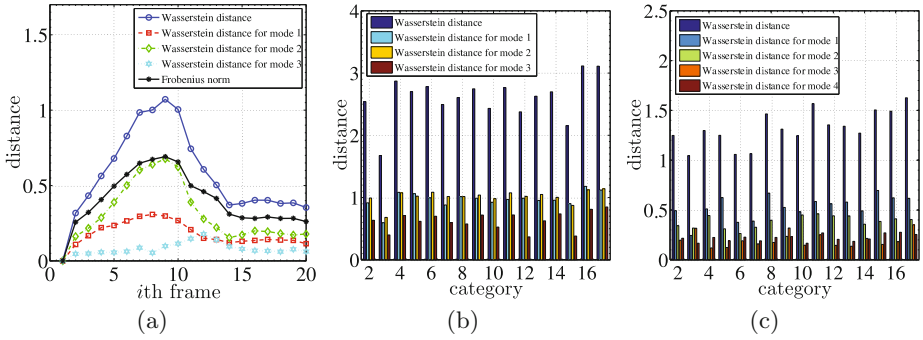 Wasserstein distance
Wasserstein distance for mode 1
Wasserstein distance for mode 2
Wasserstein distance for mode 3
Frobenius norm
distance
1.5
1
0.5
0
0 5 10 15 20
ith frame
(a)
Wasserstein distance
Wasserstein distance for mode 1
Wasserstein distance for mode 2
Wasserstein distance for mode 3
distance
4
3
2
1
0
2 4 6 8 10 12 14 16
category
(b)
Wasserstein distance
Wasserstein distance for mode 1
Wasserstein distance for mode 2
Wasserstein distance for mode 3
Wasserstein distance for mode 4
distance
2.5
2
1.5
1
0.5
0
2 4 6 8 10 12 14 16
category
(c)